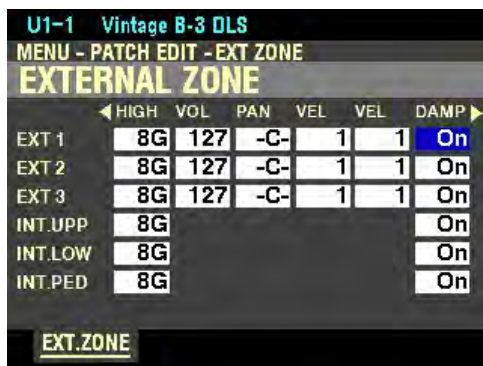 U1-1 Vintage B-3 DLS
MENU - PATCH EDIT - EXT ZONE
EXTERNAL ZONE
HIGH VOL PAN VEL VEL DAMP
EXT 1 8G 127 -C- 1 1 On
EXT 2 8G 127 -C- 1 1 On
EXT 3 8G 127 -C- 1 1 On
INT.UPP 8G On
INT.LOW 8G On
INT.PED 8G On
EXT.ZONE